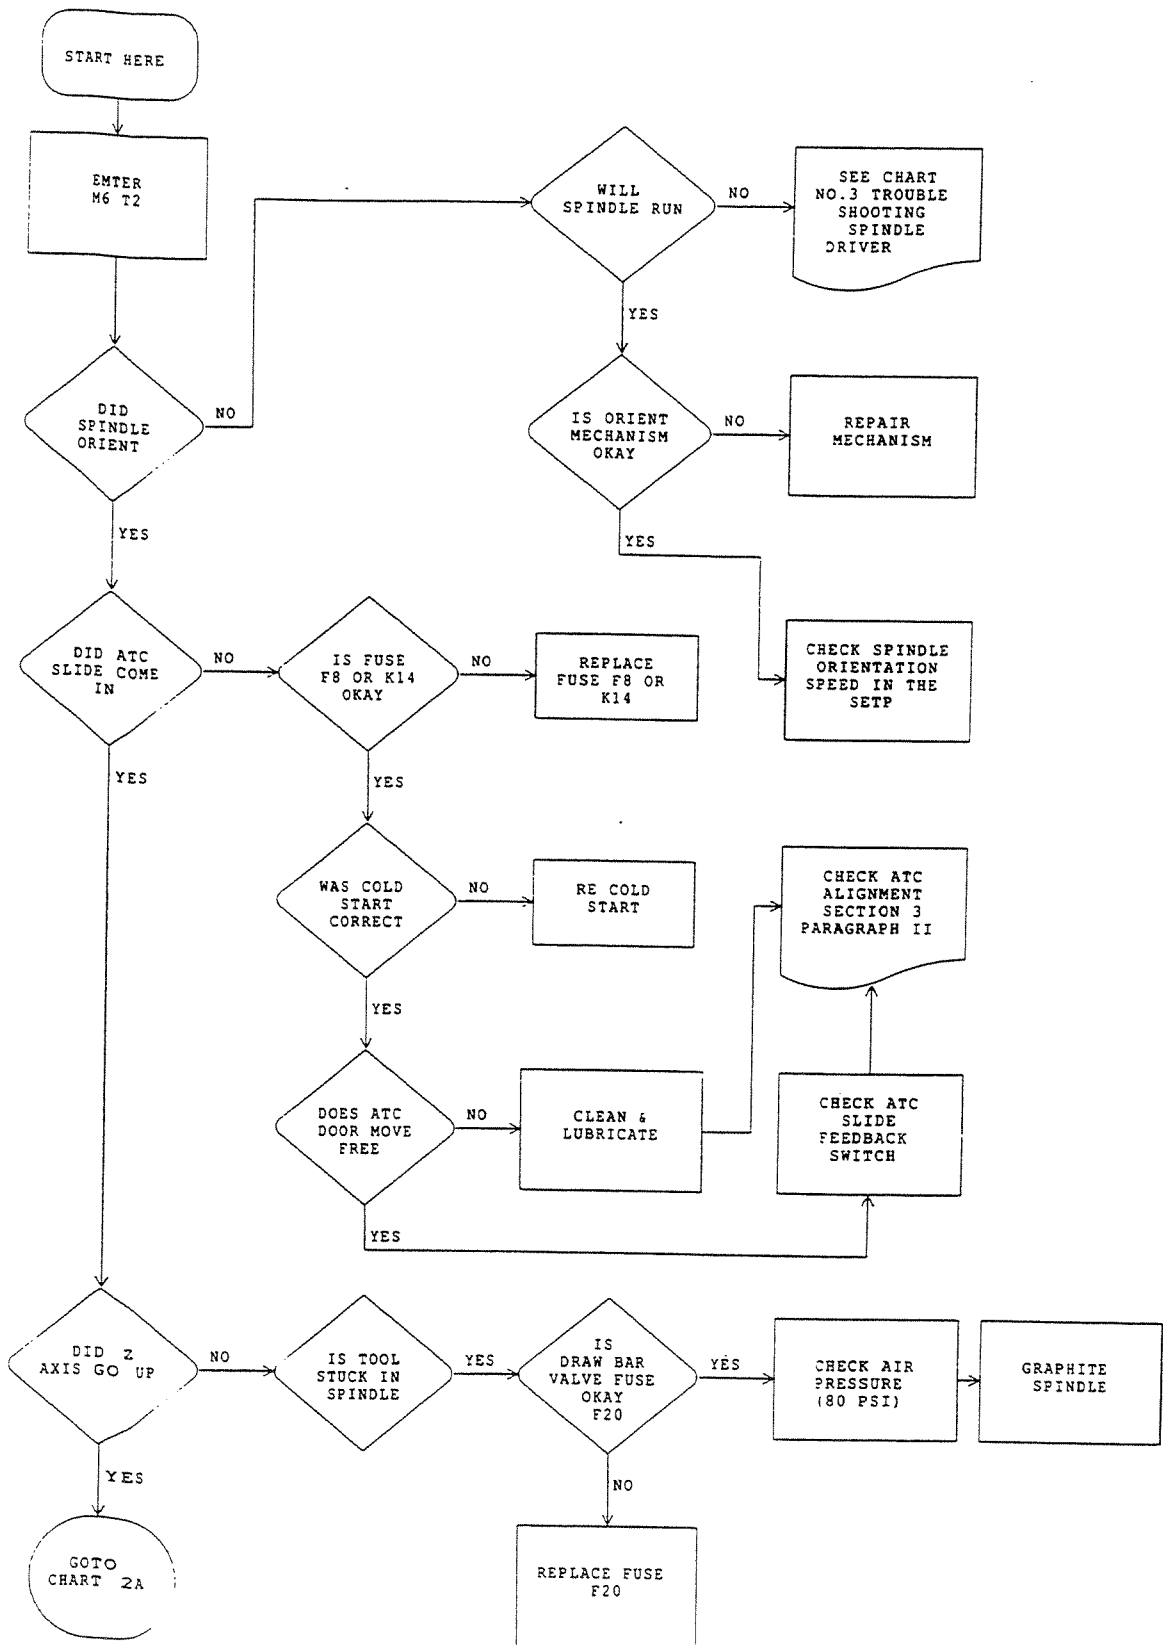 START HERE
EMTER
M6 T2
WILL
SPINDLE RUN
NO
SEE CHART
NO.3 TROUBLE
SHOOTING
SPINDLE
DRIVER
YES
DID
SPINDLE
ORIENT
NO
IS ORIENT
MECHANISM
OKAY
NO
REPAIR
MECHANISM
YES
YES
DID ATC
SLIDE COME
IN
NO
IS FUSE
F8 OR K14
OKAY
NO
REPLACE
FUSE F8 OR
K14
CHECK SPINDLE
ORIENTATION
SPEED IN THE
SETP
YES
YES
WAS COLD
START
CORRECT
NO
RE COLD
START
CHECK ATC
ALIGNMENT
SECTION 3
PARAGRAPH II
YES
DOES ATC
DOOR MOVE
FREE
NO
CLEAN &
LUBRICATE
CHECK ATC
SLIDE
FEEDBACK
SWITCH
YES
DID Z
AXIS GO UP
NO
IS TOOL
STUCK IN
SPINDLE
YES
IS
DRAW BAR
VALVE FUSE
OKAY
F20
YES
CHECK AIR
PRESSURE
(80 PSI)
GRAPHITE
SPINDLE
YES
NO
GOTO
CHART 2A
REPLACE FUSE
F20